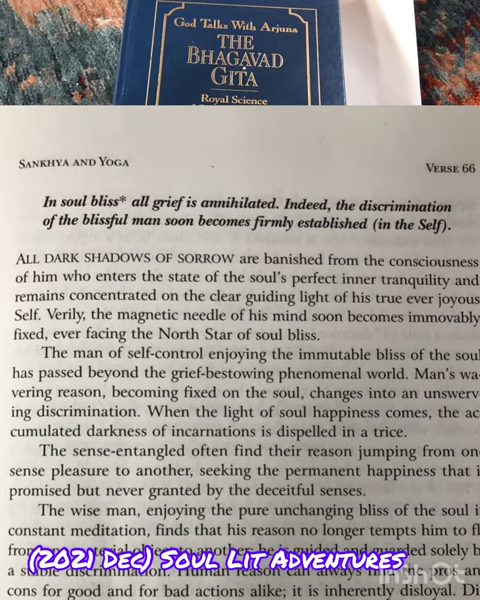 God Talks With Arjuna
THE
BHAGAVAD
GITA
Royal Science
SANKHYA AND YOGA
VERSE 66
In soul bliss* all grief is annihilated. Indeed, the discrimination
of the blissful man soon becomes firmly established (in the Self).
ALL DARK SHADOWS OF SORROW are banished from the consciousness
of him who enters the state of the soul's perfect inner tranquility and
remains concentrated on the clear guiding light of his true ever joyous
Self. Verily, the magnetic needle of his mind soon becomes immovably
fixed, ever facing the North Star of soul bliss.
The man of self-control enjoying the immutable bliss of the soul
has passed beyond the grief-bestowing phenomenal world. Man's wa-
vering reason, becoming fixed on the soul, changes into an unswerv
ing discrimination. When the light of soul happiness comes, the ac
cumulated darkness of incarnations is dispelled in a trice.
The sense-entangled often find their reason jumping from on
sense pleasure to another, seeking the permanent happiness that i
promised but never granted by the deceitful senses.
The wise man, enjoying the pure unchanging bliss of the soul i
constant meditation, finds that his reason no longer tempts him to fl
(2021 Dec) Soul Lit Adventures
a stable discrimination. Human reason can always find the pros an
cons for good and for bad actions alike; it is inherently disloyal. Di
InShot